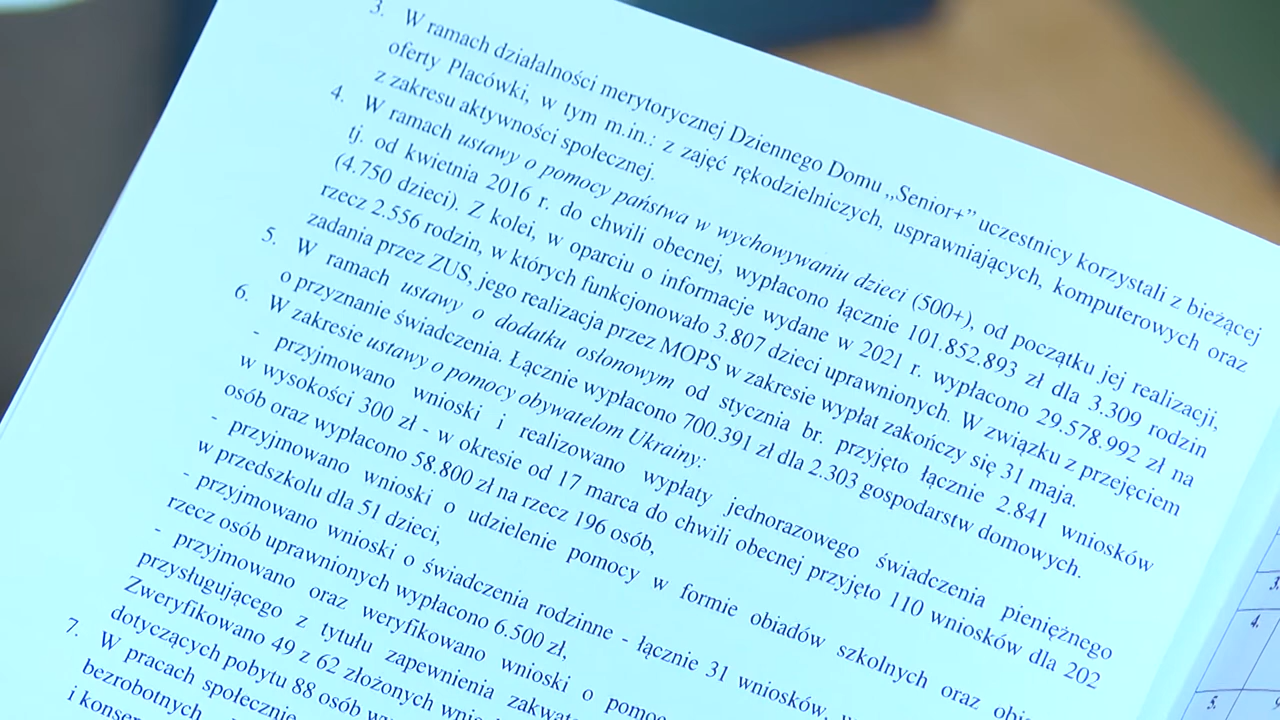 3. W ramach działalności merytorycznej Dziennego Domu „Senior+” uczestnicy korzystali z bieżącej
oferty Placówki, w tym m.in.: z zajęć rękodzielniczych, usprawniających, komputerowych oraz
z zakresu aktywności społecznej.
4. W ramach ustawy o pomocy państwa w wychowywaniu dzieci (500+), od początku jej realizacji,
tj. od kwietnia 2016 r. do chwili obecnej, wypłacono łącznie 101.852.893 zł dla 3.309 rodzin
(4.750 dzieci). Z kolei, w oparciu o informacje wydane w 2021 r. wypłacono 29.578.992 zł na
rzecz 2.556 rodzin, w których funkcjonowało 3.807 dzieci uprawnionych. W związku z przejęciem
zadania przez ZUS, jego realizacja przez MOPS w zakresie wypłat zakończy się 31 maja.
5. W ramach ustawy o dodatku osłonowym od stycznia br. przyjęto łącznie 2.841 wniosków
o przyznanie świadczenia. Łącznie wypłacono 700.391 zł dla 2.303 gospodarstw domowych.
6. W zakresie ustawy o pomocy obywatelom Ukrainy:
- przyjmowano wnioski i realizowano wypłaty jednorazowego świadczenia pieniężnego
w wysokości 300 zł - w okresie od 17 marca do chwili obecnej przyjęto 110 wniosków dla 202
osób oraz wypłacono 58.800 zł na rzecz 196 osób,
- przyjmowano wnioski o udzielenie pomocy w formie obiadów szkolnych oraz
w przedszkolu dla 51 dzieci,
- przyjmowano wnioski o świadczenia rodzinne - łącznie 31 wniosków,
rzecz osób uprawnionych wypłacono 6.500 zł,
- przyjmowano oraz weryfikowano wnioski o
przysługującego z tytułu zapewnienia
Zweryfikowano 49 z 62 złożonych
dotyczących pobytu 88 osób
7. W pracach społecznie
bezrobotnych
i
3.
4.
5.